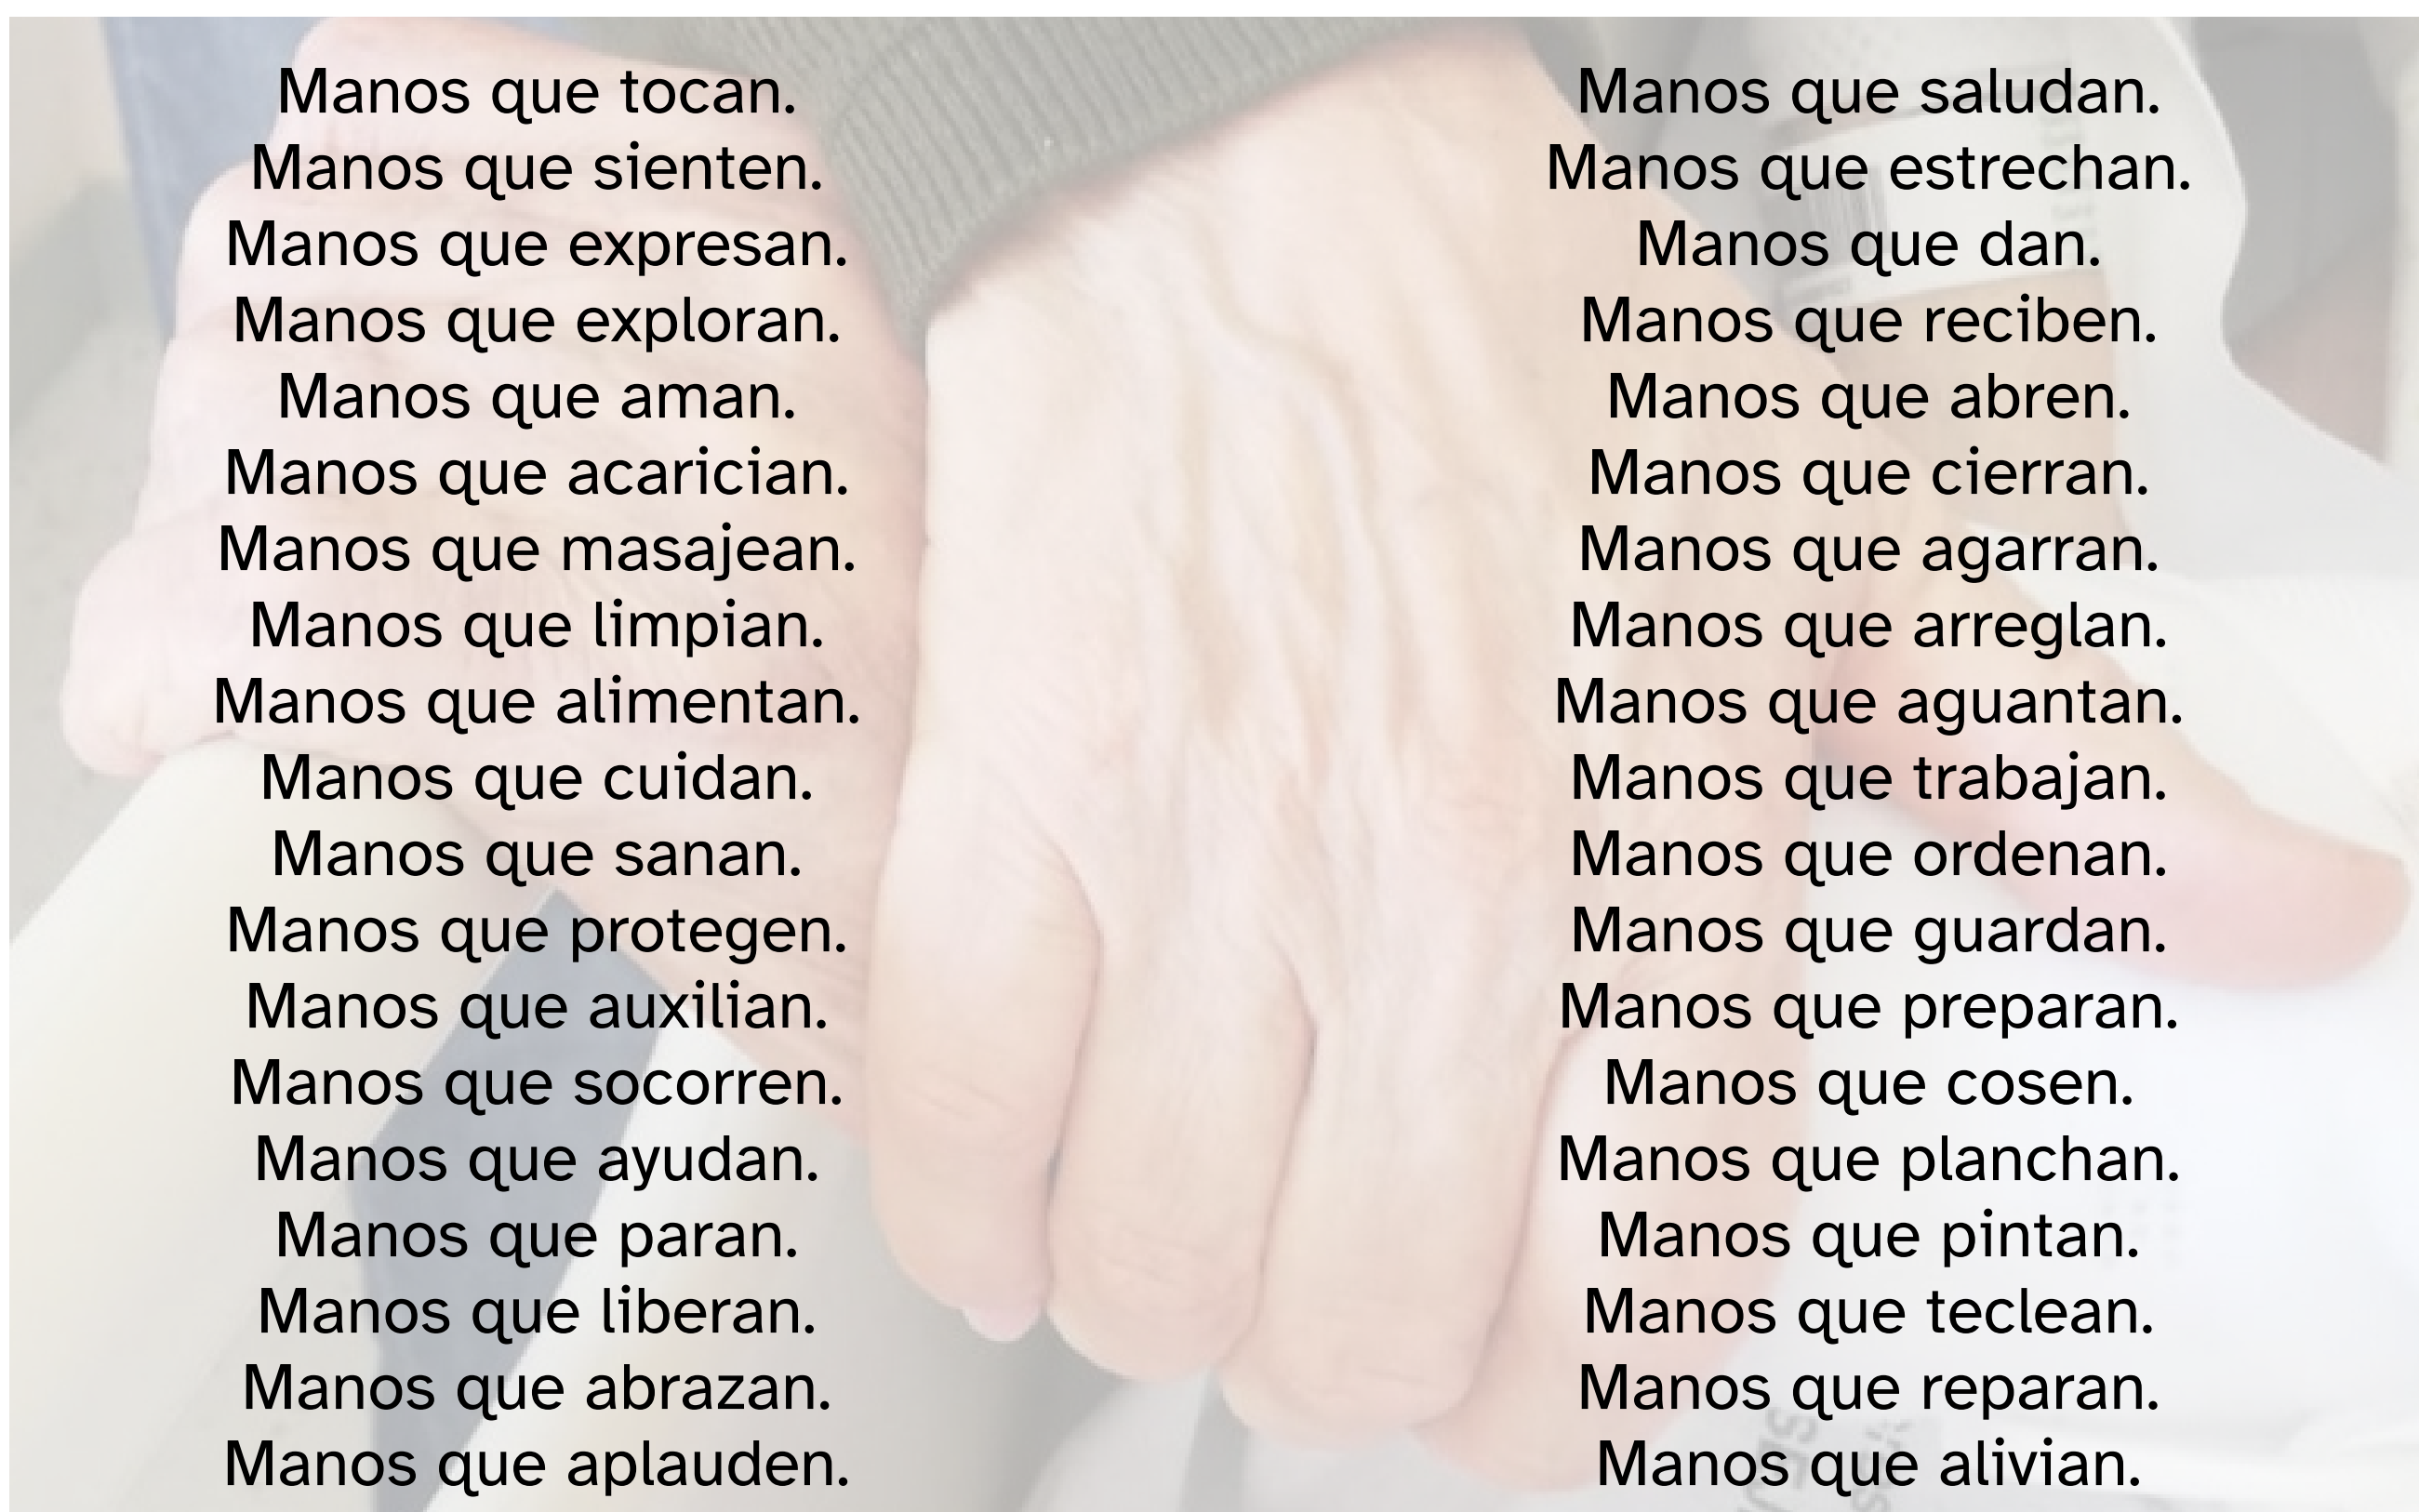 Manos que tocan.
Manos que sienten.
Manos que expresan.
Manos que exploran.
Manos que aman.
Manos que acarician.
Manos que masajean.
Manos que limpian.
Manos que alimentan.
Manos que cuidan.
Manos que sanan.
Manos que protegen.
Manos que auxilian.
Manos que socorren.
Manos que ayudan.
Manos que paran.
Manos que liberan.
Manos que abrazan.
Manos que aplauden.
Manos que saludan.
Manos que estrechan.
Manos que dan.
Manos que reciben.
Manos que abren.
Manos que cierran.
Manos que agarran.
Manos que arreglan.
Manos que aguantan.
Manos que trabajan.
Manos que ordenan.
Manos que guardan.
Manos que preparan.
Manos que cosen.
Manos que planchan.
Manos que pintan.
Manos que teclean.
Manos que reparan.
Manos que alivian.